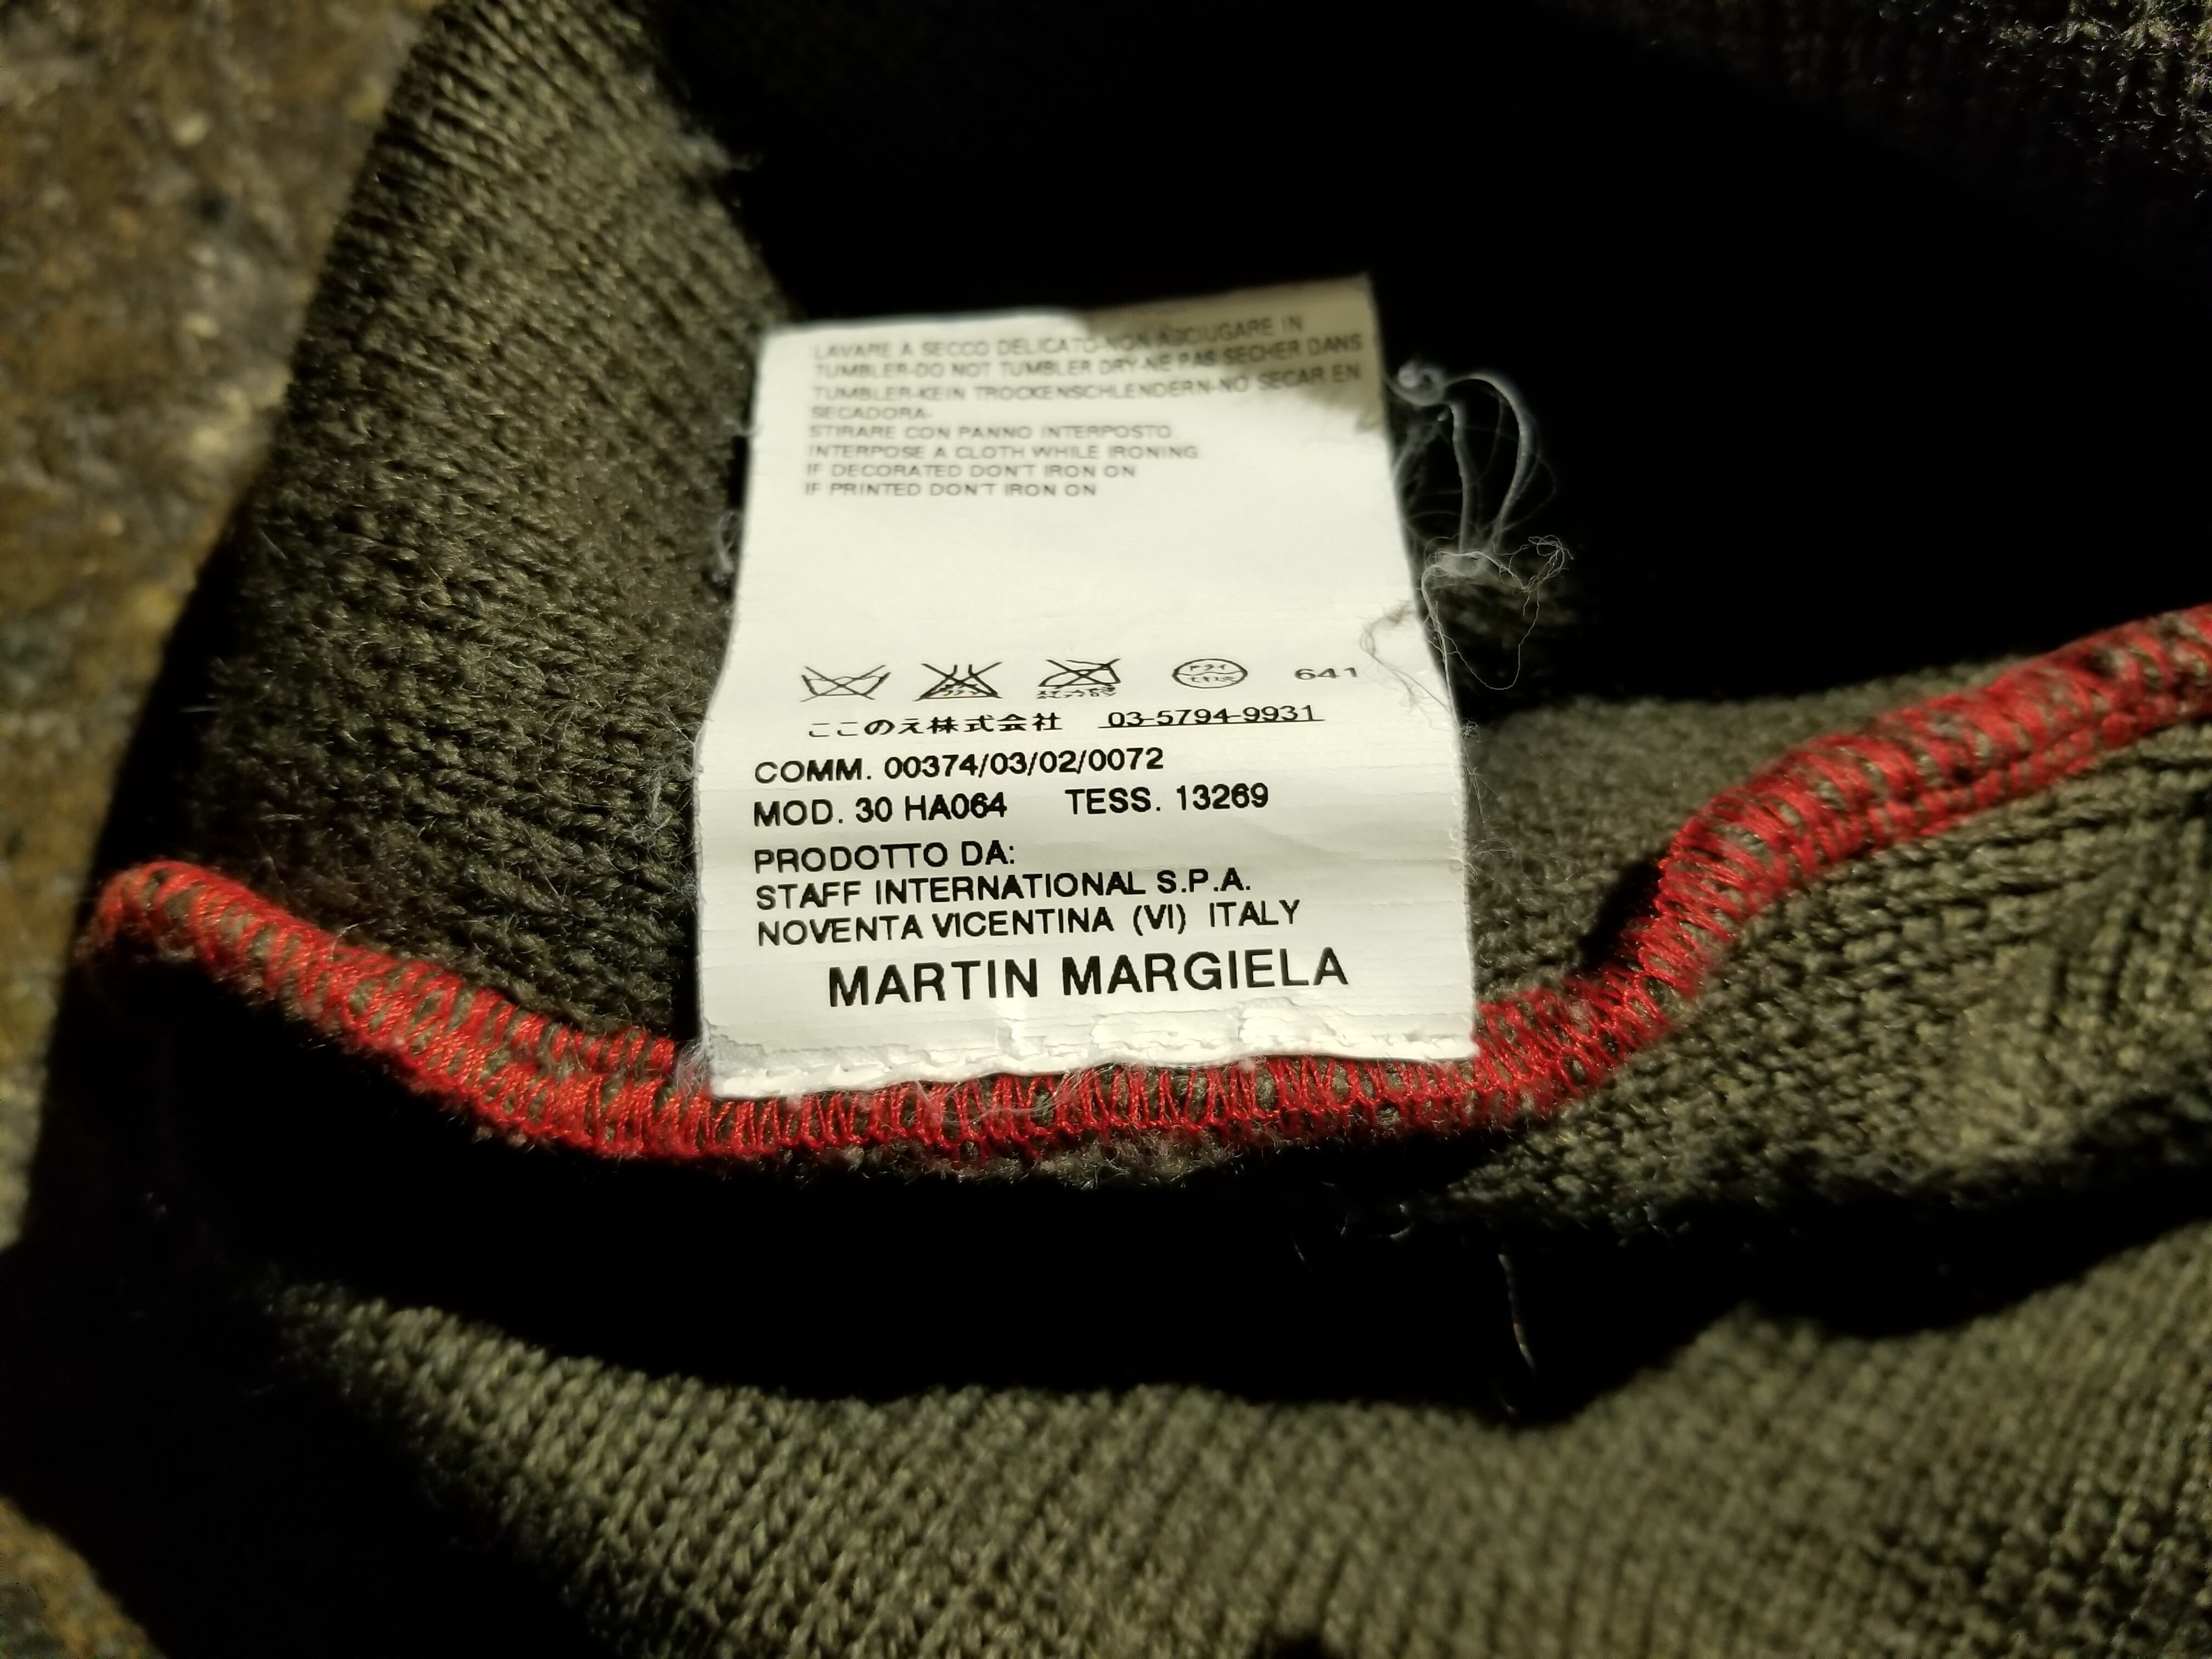 LAVARE A SECCO DELICATO-NON ASCIUGARE IN
TUMBLER-DO NOT TUMBLER DRY-NE PAS SECHER DANS
TUMBLER-KEIN TROCKENSCHLENDERN-NO SECAR EN
SECADORA-
STIRARE CON PANNO INTERPOSTO
INTERPOSE A CLOTH WHILE IRONING.
IF DECORATED DON'T IRON ON
IF PRINTED DON'T IRON ON
ドライ
641
ここのえ株式会社 03-5794-9931
COMM. 00374/03/02/0072
MOD. 30 HA064 TESS. 13269
PRODOTTO DA:
STAFF INTERNATIONAL S.P.A.
NOVENTA VICENTINA (VI) ITALY
MARTIN MARGIELA